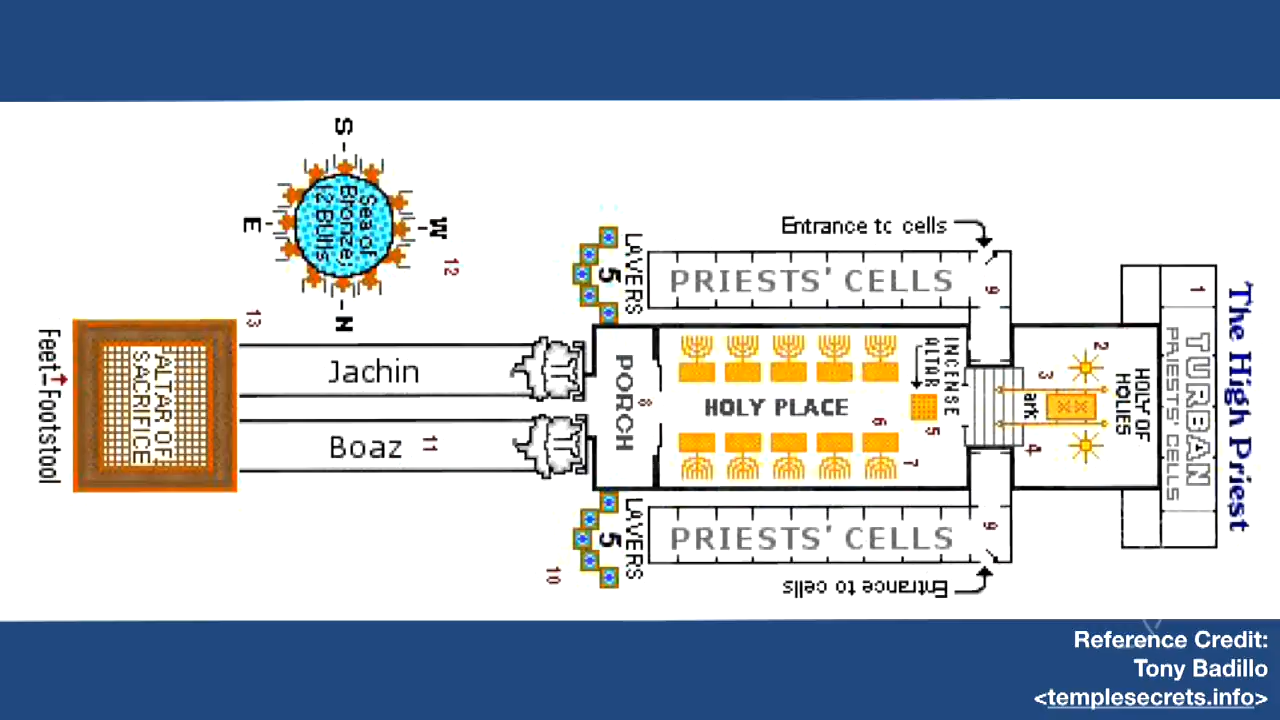 The High Priest
1
TURBAN
PRIESTS' CELLS
HOLY OF
HOLIES
2
3
ark
4
INCENSE
ALTAR
5
HOLY PLACE
6
7
PORCH
8
Entrance to cells
PRIESTS' CELLS
9
Entrance to cells
PRIESTS' CELLS
9
LAVERS
5
LAVERS
5
10
Jachin
Boaz
11
S
W
E
N
Sea of
Bronze,
12 Bulls
12
13
ALTAR OF
SACRIFICE
Feet-Footstool
Reference Credit:
Tony Badillo
<templesecrets.info>